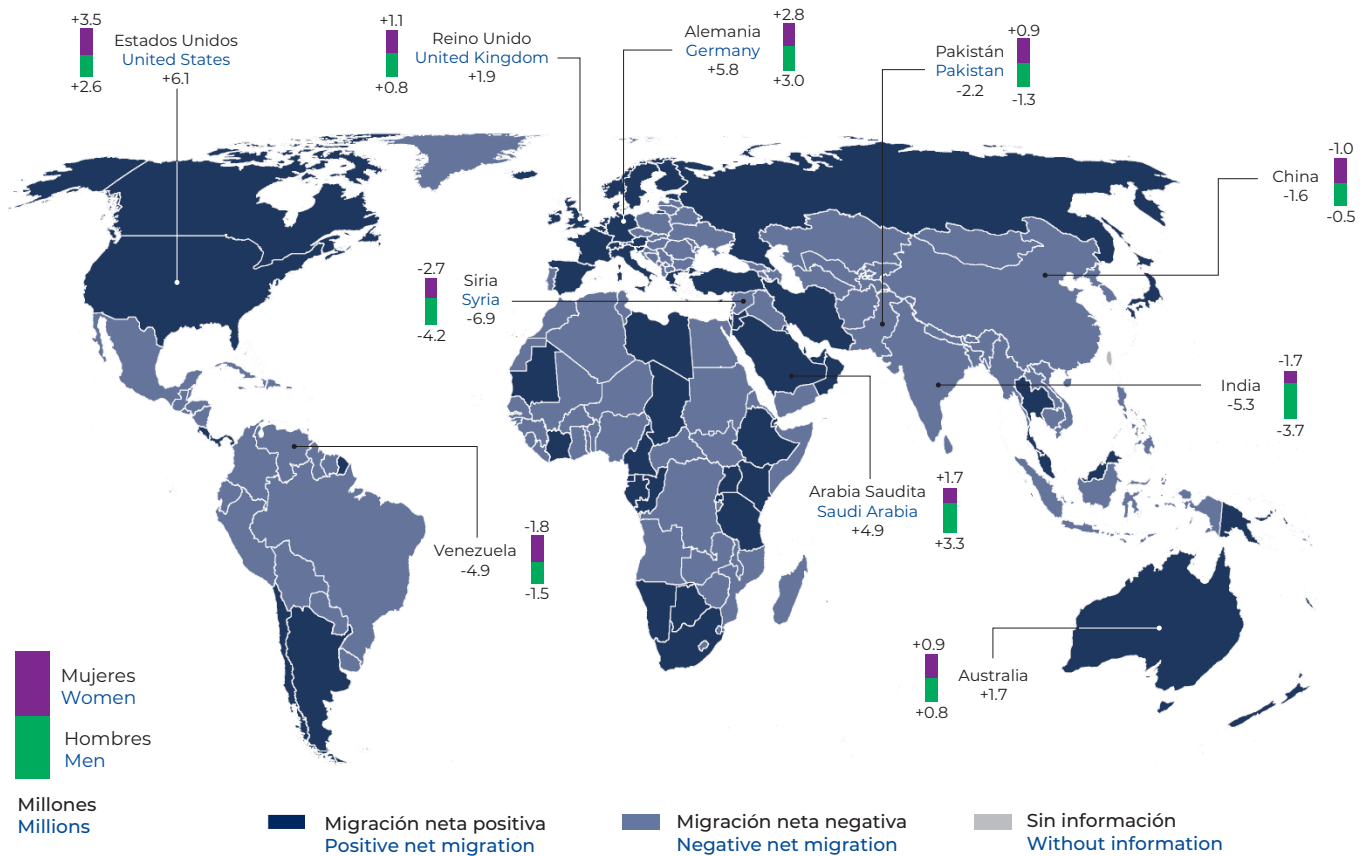 +3.5
Estados Unidos
United States
+6.1
+2.6
+1.1
Reino Unido
United Kingdom
+1.9
+0.8
+2.8
Alemania
Germany
+5.8
+3.0
+0.9
Pakistán
Pakistan
-2.2
-1.3
-1.0
China
-1.6
-0.5
-2.7
Siria
Syria
-6.9
-4.2
-1.7
India
-5.3
-3.7
+1.7
Arabia Saudita
Saudi Arabia
+4.9
+3.3
-1.8
Venezuela
-4.9
-1.5
+0.9
Australia
+1.7
+0.8
Mujeres
Women
Hombres
Men
Millones
Millions
Migración neta positiva
Positive net migration
Migración neta negativa
Negative net migration
Sin información
Without information